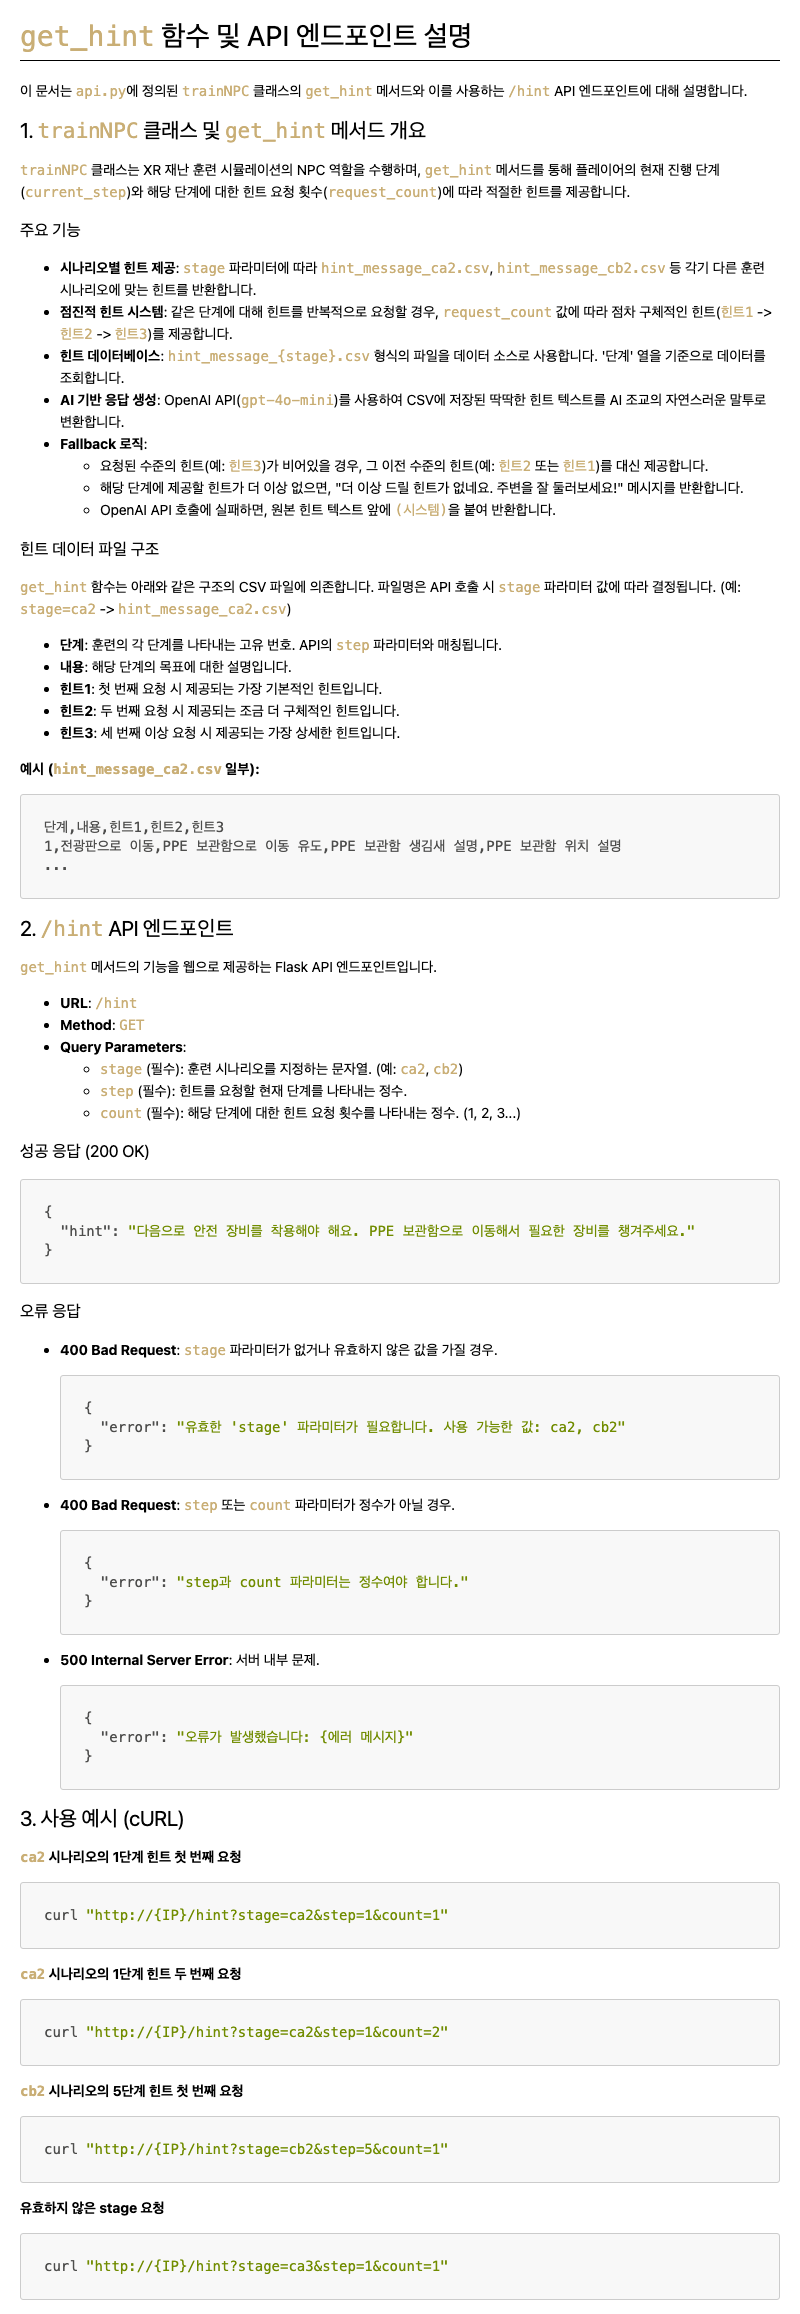 get_hint 함수 및 API 엔드포인트 설명
이 문서는 api.py에 정의된 trainNPC 클래스의 get_hint 메서드와 이를 사용하는 /hint API 엔드포인트에 대해 설명합니다.
1. trainNPC 클래스 및 get_hint 메서드 개요
trainNPC 클래스는 XR 재난 훈련 시뮬레이션의 NPC 역할을 수행하며, get_hint 메서드를 통해 플레이어의 현재 진행 단계
(current_step)와 해당 단계에 대한 힌트 요청 횟수(request_count)에 따라 적절한 힌트를 제공합니다.
주요 기능
• 시나리오별 힌트 제공: stage 파라미터에 따라 hint_message_ca2.csv, hint_message_cb2.csv 등 각기 다른 훈련
시나리오에 맞는 힌트를 반환합니다.
• 점진적 힌트 시스템: 같은 단계에 대해 힌트를 반복적으로 요청할 경우, request_count 값에 따라 점차 구체적인 힌트(힌트1 ->
힌트2 -> 힌트3)를 제공합니다.
• 힌트 데이터베이스: hint_message_{stage}.csv 형식의 파일을 데이터 소스로 사용합니다. '단계' 열을 기준으로 데이터를
조회합니다.
• AI 기반 응답 생성: OpenAI API(gpt-4o-mini)를 사용하여 CSV에 저장된 딱딱한 힌트 텍스트를 AI 조교의 자연스러운 말투로
변환합니다.
• Fallback 로직:
◦ 요청된 수준의 힌트(예: 힌트3)가 비어있을 경우, 그 이전 수준의 힌트(예: 힌트2 또는 힌트1)를 대신 제공합니다.
◦ 해당 단계에 제공할 힌트가 더 이상 없으면, "더 이상 드릴 힌트가 없네요. 주변을 잘 둘러보세요!" 메시지를 반환합니다.
◦ OpenAI API 호출에 실패하면, 원본 힌트 텍스트 앞에 (시스템)을 붙여 반환합니다.
힌트 데이터 파일 구조
get_hint 함수는 아래와 같은 구조의 CSV 파일에 의존합니다. 파일명은 API 호출 시 stage 파라미터 값에 따라 결정됩니다. (예:
stage=ca2 -> hint_message_ca2.csv)
• 단계: 훈련의 각 단계를 나타내는 고유 번호. API의 step 파라미터와 매칭됩니다.
• 내용: 해당 단계의 목표에 대한 설명입니다.
• 힌트1: 첫 번째 요청 시 제공되는 가장 기본적인 힌트입니다.
• 힌트2: 두 번째 요청 시 제공되는 조금 더 구체적인 힌트입니다.
• 힌트3: 세 번째 이상 요청 시 제공되는 가장 상세한 힌트입니다.
예시 (hint_message_ca2.csv 일부):
단계,내용,힌트1,힌트2,힌트3
1,전광판으로 이동,PPE 보관함으로 이동 유도,PPE 보관함 생김새 설명,PPE 보관함 위치 설명
...
2. /hint API 엔드포인트
get_hint 메서드의 기능을 웹으로 제공하는 Flask API 엔드포인트입니다.
• URL: /hint
• Method: GET
• Query Parameters:
◦ stage (필수): 훈련 시나리오를 지정하는 문자열. (예: ca2, cb2)
◦ step (필수): 힌트를 요청할 현재 단계를 나타내는 정수.
◦ count (필수): 해당 단계에 대한 힌트 요청 횟수를 나타내는 정수. (1, 2, 3...)
성공 응답 (200 OK)
{
"hint": "다음으로 안전 장비를 착용해야 해요. PPE 보관함으로 이동해서 필요한 장비를 챙겨주세요."
}
오류 응답
• 400 Bad Request: stage 파라미터가 없거나 유효하지 않은 값을 가질 경우.
{
"error": "유효한 'stage' 파라미터가 필요합니다. 사용 가능한 값: ca2, cb2"
}
• 400 Bad Request: step 또는 count 파라미터가 정수가 아닐 경우.
{
"error": "step과 count 파라미터는 정수여야 합니다."
}
• 500 Internal Server Error: 서버 내부 문제.
{
"error": "오류가 발생했습니다: {에러 메시지}"
}
3. 사용 예시 (cURL)
ca2 시나리오의 1단계 힌트 첫 번째 요청
curl "http://{IP}/hint?stage=ca2&step=1&count=1"
ca2 시나리오의 1단계 힌트 두 번째 요청
curl "http://{IP}/hint?stage=ca2&step=1&count=2"
cb2 시나리오의 5단계 힌트 첫 번째 요청
curl "http://{IP}/hint?stage=cb2&step=5&count=1"
유효하지 않은 stage 요청
curl "http://{IP}/hint?stage=ca3&step=1&count=1"